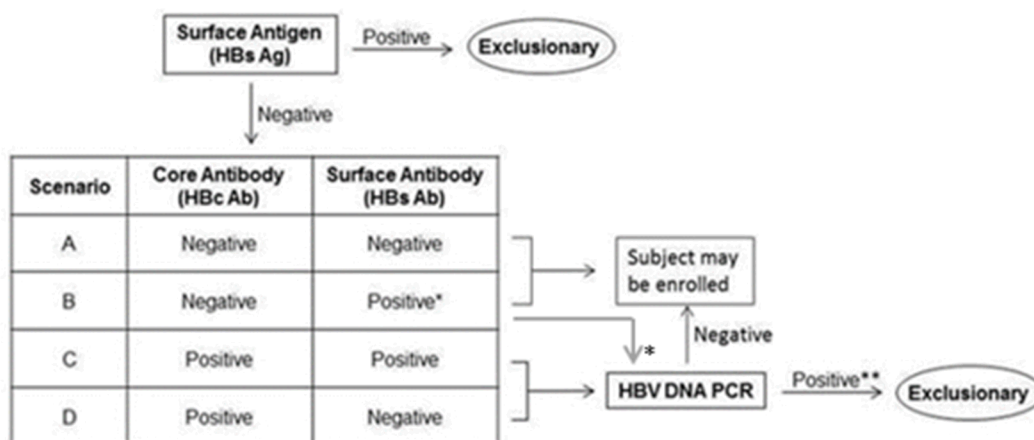 Surface Antigen
(HBs Ag)
Positive
Exclusionary
Negative
Scenario
Core Antibody
(HBc Ab)
Surface Antibody
(HBs Ab)
A
Negative
Negative
B
Negative
Positive*
C
Positive
Positive
D
Positive
Negative
Subject may
be enrolled
Negative
*
HBV DNA PCR
Positive**
Exclusionary